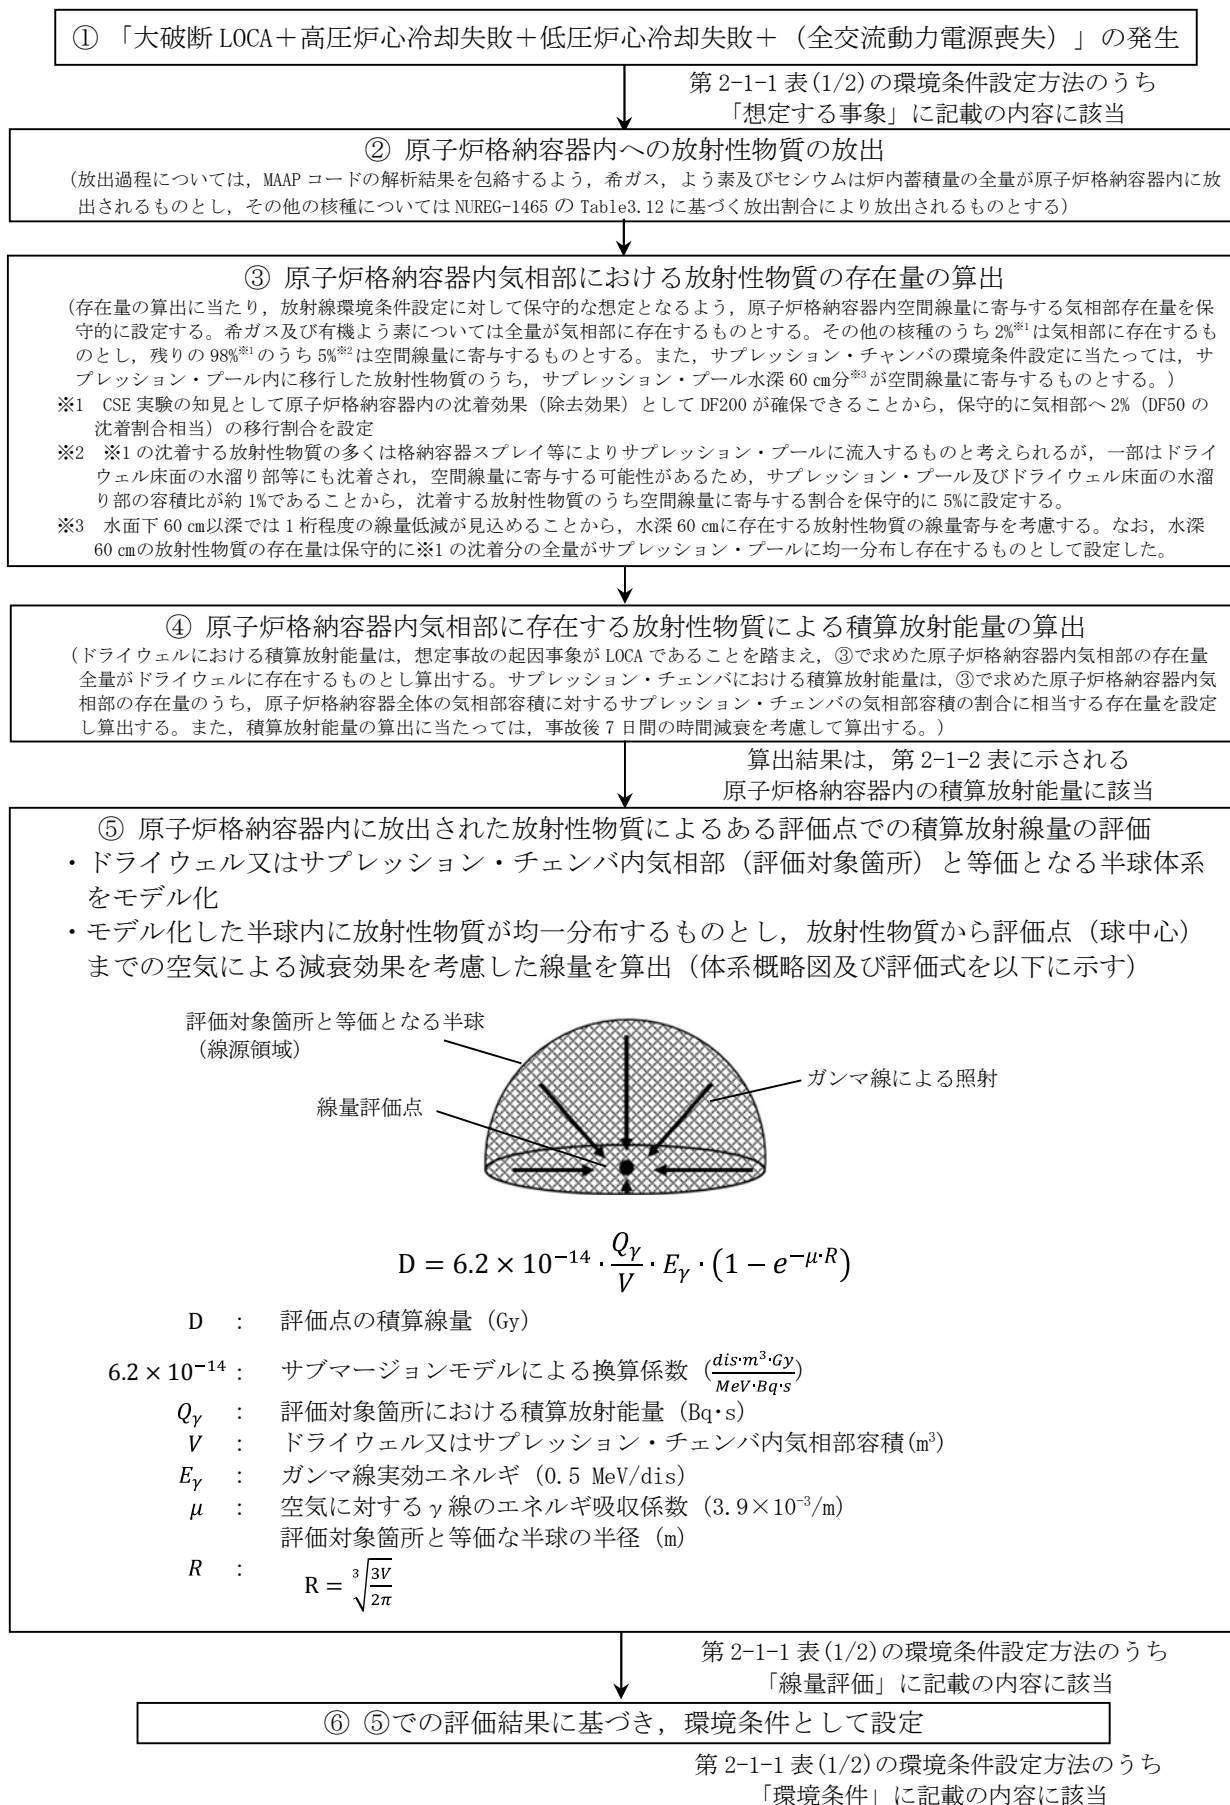 ① 「大破断 LOCA＋高圧炉心冷却失敗＋低圧炉心冷却失敗＋（全交流動力電源喪失）」の発生
第 2-1-1 表(1/2)の環境条件設定方法のうち
「想定する事象」に記載の内容に該当
② 原子炉格納容器内への放射性物質の放出
(放出過程については，MAAP コードの解析結果を包絡するよう，希ガス，よう素及びセシウムは炉内蓄積量の全量が原子炉格納容器内に放
出されるものとし，その他の核種については NUREG-1465 の Table3.12 に基づく放出割合により放出されるものとする)
③ 原子炉格納容器内気相部における放射性物質の存在量の算出
(存在量の算出に当たり，放射線環境条件設定に対して保守的な想定となるよう，原子炉格納容器内空間線量に寄与する気相部存在量を保
守的に設定する。希ガス及び有機よう素については全量が気相部に存在するものとする。その他の核種のうち 2%※1は気相部に存在するも
のとし，残りの 98%※1のうち 5%※2は空間線量に寄与するものとする。また，サプレッション・チャンバの環境条件設定に当たっては，サ
プレッション・プール内に移行した放射性物質のうち，サプレッション・プール水深 60 ㎝分※3が空間線量に寄与するものとする。)
※1 CSE 実験の知見として原子炉格納容器内の沈着効果（除去効果）として DF200 が確保できることから，保守的に気相部へ 2%（DF50 の
沈着割合相当）の移行割合を設定
※2 ※1 の沈着する放射性物質の多くは格納容器スプレイ等によりサプレッション・プールに流入するものと考えられるが，一部はドライ
ウェル床面の水溜り部等にも沈着され，空間線量に寄与する可能性があるため，サプレッション・プール及びドライウェル床面の水溜
り部の容積比が約 1%であることから，沈着する放射性物質のうち空間線量に寄与する割合を保守的に 5%に設定する。
※3 水面下 60 ㎝以深では 1 桁程度の線量低減が見込めることから，水深 60 ㎝に存在する放射性物質の線量寄与を考慮する。なお，水深
60 ㎝の放射性物質の存在量は保守的に※1 の沈着分の全量がサプレッション・プールに均一分布し存在するものとして設定した。
④ 原子炉格納容器内気相部に存在する放射性物質による積算放射能量の算出
(ドライウェルにおける積算放射能量は，想定事故の起因事象が LOCA であることを踏まえ，③で求めた原子炉格納容器内気相部の存在量
全量がドライウェルに存在するものとし算出する。サプレッション・チェンバにおける積算放射能量は，③で求めた原子炉格納容器内気
相部の存在量のうち，原子炉格納容器全体の気相部容積に対するサプレッション・チェンバの気相部容積の割合に相当する存在量を設定
し算出する。また，積算放射能量の算出に当たっては，事故後 7 日間の時間減衰を考慮して算出する。)
算出結果は，第 2-1-2 表に示される
原子炉格納容器内の積算放射能量に該当
⑤ 原子炉格納容器内に放出された放射性物質によるある評価点での積算放射線量の評価
・ドライウェル又はサプレッション・チェンバ内気相部（評価対象箇所）と等価となる半球体系
をモデル化
・モデル化した半球内に放射性物質が均一分布するものとし，放射性物質から評価点（球中心）
までの空気による減衰効果を考慮した線量を算出（体系概略図及び評価式を以下に示す）
評価対象箇所と等価となる半球
（線源領域）
ガンマ線による照射
線量評価点
D = 6.2 × 10⁻¹⁴ · Qγ/V · Eγ · (1 − e^(−μ·R))
D : 評価点の積算線量 (Gy)
6.2 × 10⁻¹⁴ : サブマージョンモデルによる換算係数 (dis·m³·Gy/MeV·Bq·s)
Qγ : 評価対象箇所における積算放射能量 (Bq･s)
V : ドライウェル又はサプレッション・チェンバ内気相部容積(m³)
Eγ : ガンマ線実効エネルギ (0.5 MeV/dis)
μ : 空気に対するγ線のエネルギ吸収係数 (3.9×10⁻³/m)
評価対象箇所と等価な半球の半径 (m)
R :
R = ³√(3V/2π)
第 2-1-1 表(1/2)の環境条件設定方法のうち
「線量評価」に記載の内容に該当
⑥ ⑤での評価結果に基づき，環境条件として設定
第 2-1-1 表(1/2)の環境条件設定方法のうち
「環境条件」に記載の内容に該当